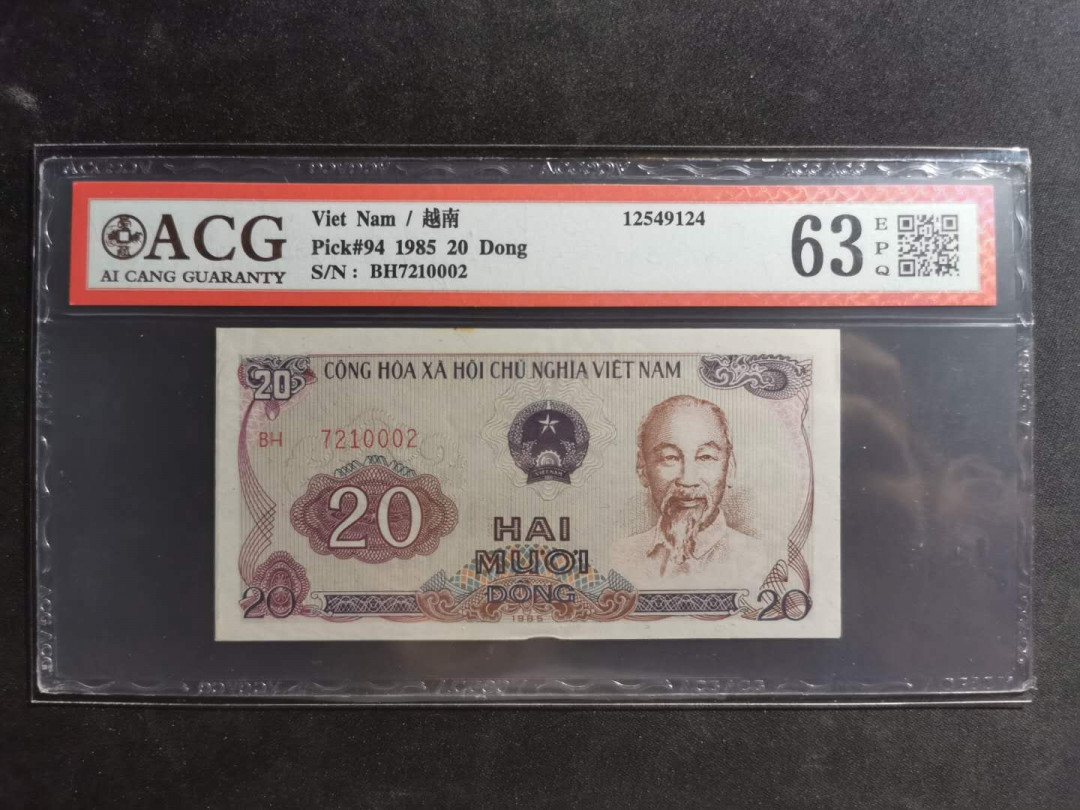 ACG
AI CANG GUARANTY
Viet Nam / 越南
Pick#94 1985 20 Dong
S/N : BH7210002
12549124
63
EPQ
20
CỘNG HÒA XÃ HỘI CHỦ NGHĨA VIỆT NAM
BH 7210002
20
HAI
MƯƠI
ĐỒNG
1985
20
20